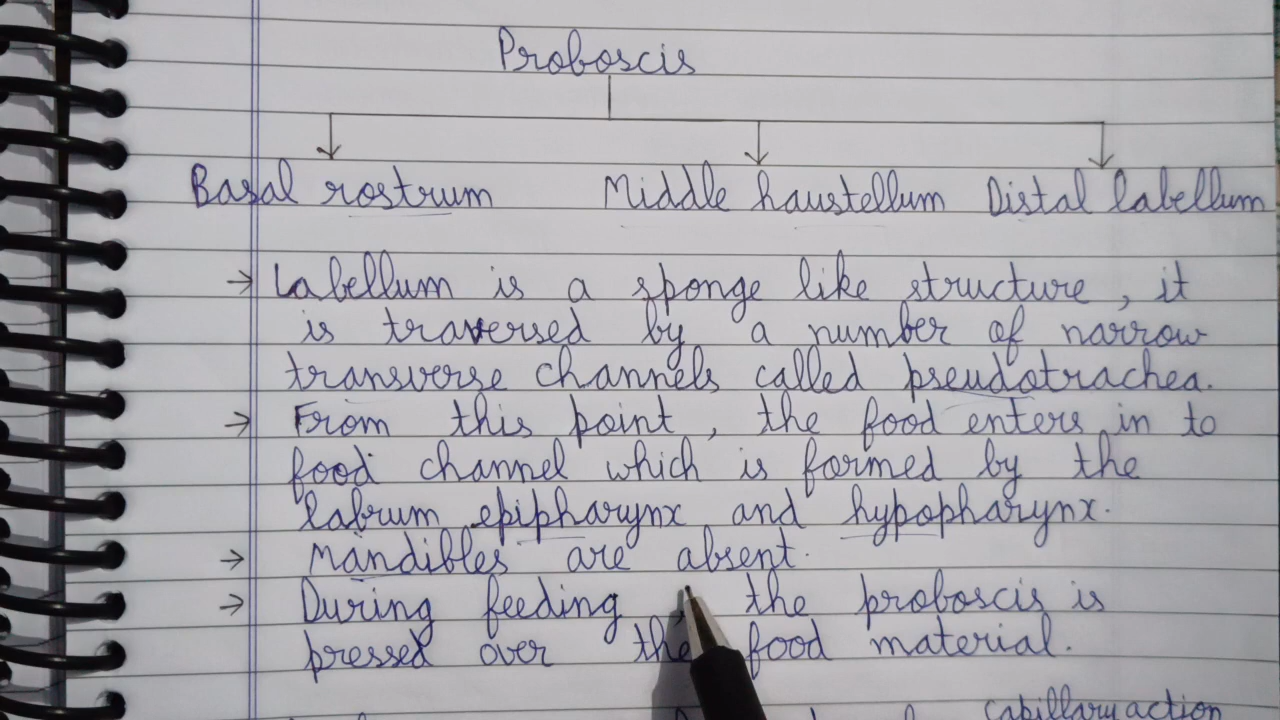 Proboscis
Basal rostrum Middle haustellum Distal labellum
→ Labellum is a sponge like structure, it
is traversed by a number of narrow
transverse channels called pseudotrachea.
→ From this point, the food enters in to
food channel which is formed by the
labrum epipharynx and hypopharynx.
→ Mandibles are absent.
→ During feeding, the proboscis is
pressed over the food material.
capillary action